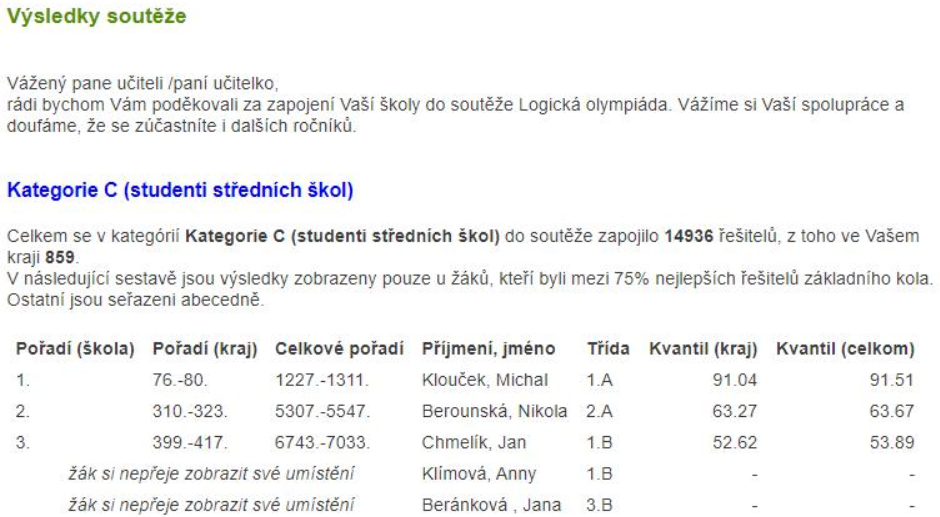 Výsledky soutěže
Vážený pane učiteli /paní učitelko,
rádi bychom Vám poděkovali za zapojení Vaší školy do soutěže Logická olympiáda. Vážíme si Vaší spolupráce a
doufáme, že se zúčastníte i dalších ročníků.
Kategorie C (studenti středních škol)
Celkem se v kategórií Kategorie C (studenti středních škol) do soutěže zapojilo 14936 řešitelů, z toho ve Vašem
kraji 859.
V následující sestavě jsou výsledky zobrazeny pouze u žáků, kteří byli mezi 75% nejlepších řešitelů základního kola.
Ostatní jsou seřazeni abecedně.
Pořadí (škola) Pořadí (kraj) Celkové pořadí Příjmení, jméno Třída Kvantil (kraj) Kvantil (celkom)
1. 76.-80. 1227.-1311. Klouček, Michal 1.A 91.04 91.51
2. 310.-323. 5307.-5547. Berounská, Nikola 2.A 63.27 63.67
3. 399.-417. 6743.-7033. Chmelík, Jan 1.B 52.62 53.89
žák si nepřeje zobrazit své umístění Klímová, Anny 1.B - -
žák si nepřeje zobrazit své umístění Beránková , Jana 3.B - -